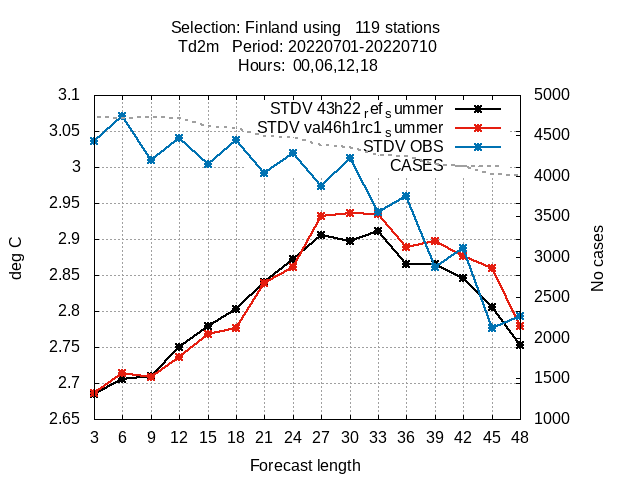 Selection: Finland using   119 stations
Td2m   Period: 20220701-20220710
Hours:  00,06,12,18
STDV 43h22ref summer
STDV val46h1rc1summer
STDV OBS
CASES
3.1
3.05
3
2.95
2.9
2.85
2.8
2.75
2.7
2.65
5000
4500
4000
3500
3000
2500
2000
1500
1000
deg C
No cases
3 6 9 12 15 18 21 24 27 30 33 36 39 42 45 48
Forecast length